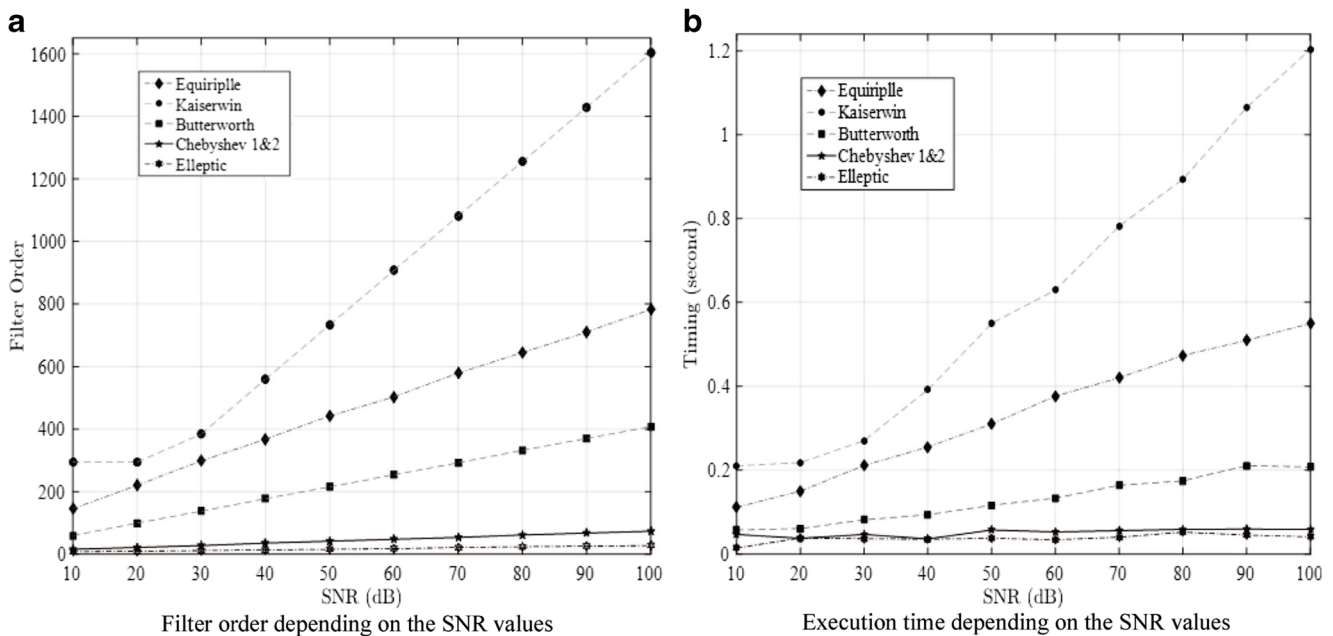 a
1600
1400
1200
1000
800
600
400
200
0
Filter Order
Equiriplle
Kaiserwin
Butterworth
Chebyshev 1&2
Elleptic
10 20 30 40 50 60 70 80 90 100
SNR (dB)
Filter order depending on the SNR values
b
1.2
1
0.8
0.6
0.4
0.2
0
Timing (second)
Equiriplle
Kaiserwin
Butterworth
Chebyshev 1&2
Elleptic
10 20 30 40 50 60 70 80 90 100
SNR (dB)
Execution time depending on the SNR values